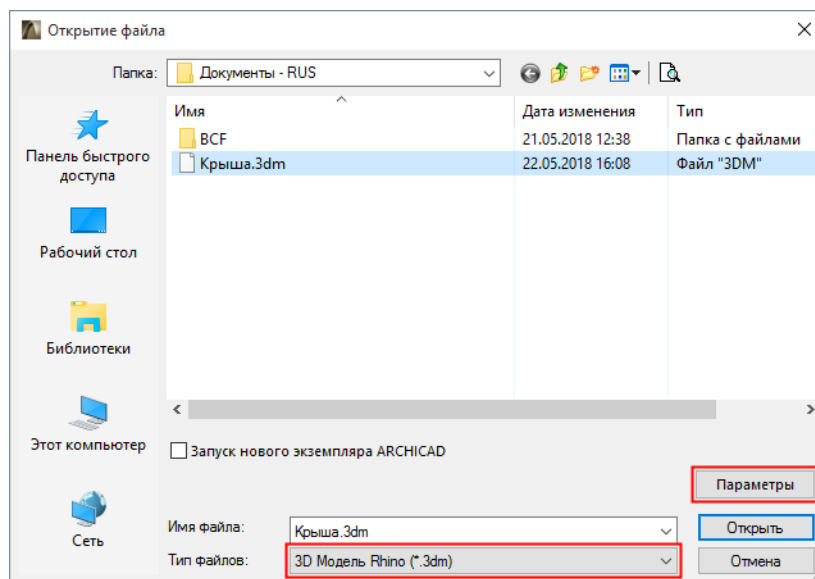 Открытие файла
Папка: Документы - RUS
Имя Дата изменения Тип
BCF 21.05.2018 12:38 Папка с файлами
Крыша.3dm 22.05.2018 16:08 Файл "3DM"
Панель быстрого
доступа
Рабочий стол
Библиотеки
Этот компьютер
Сеть
Запуск нового экземпляра ARCHICAD
Параметры
Имя файла: Крыша.3dm Открыть
Тип файлов: 3D Модель Rhino (*.3dm) Отмена